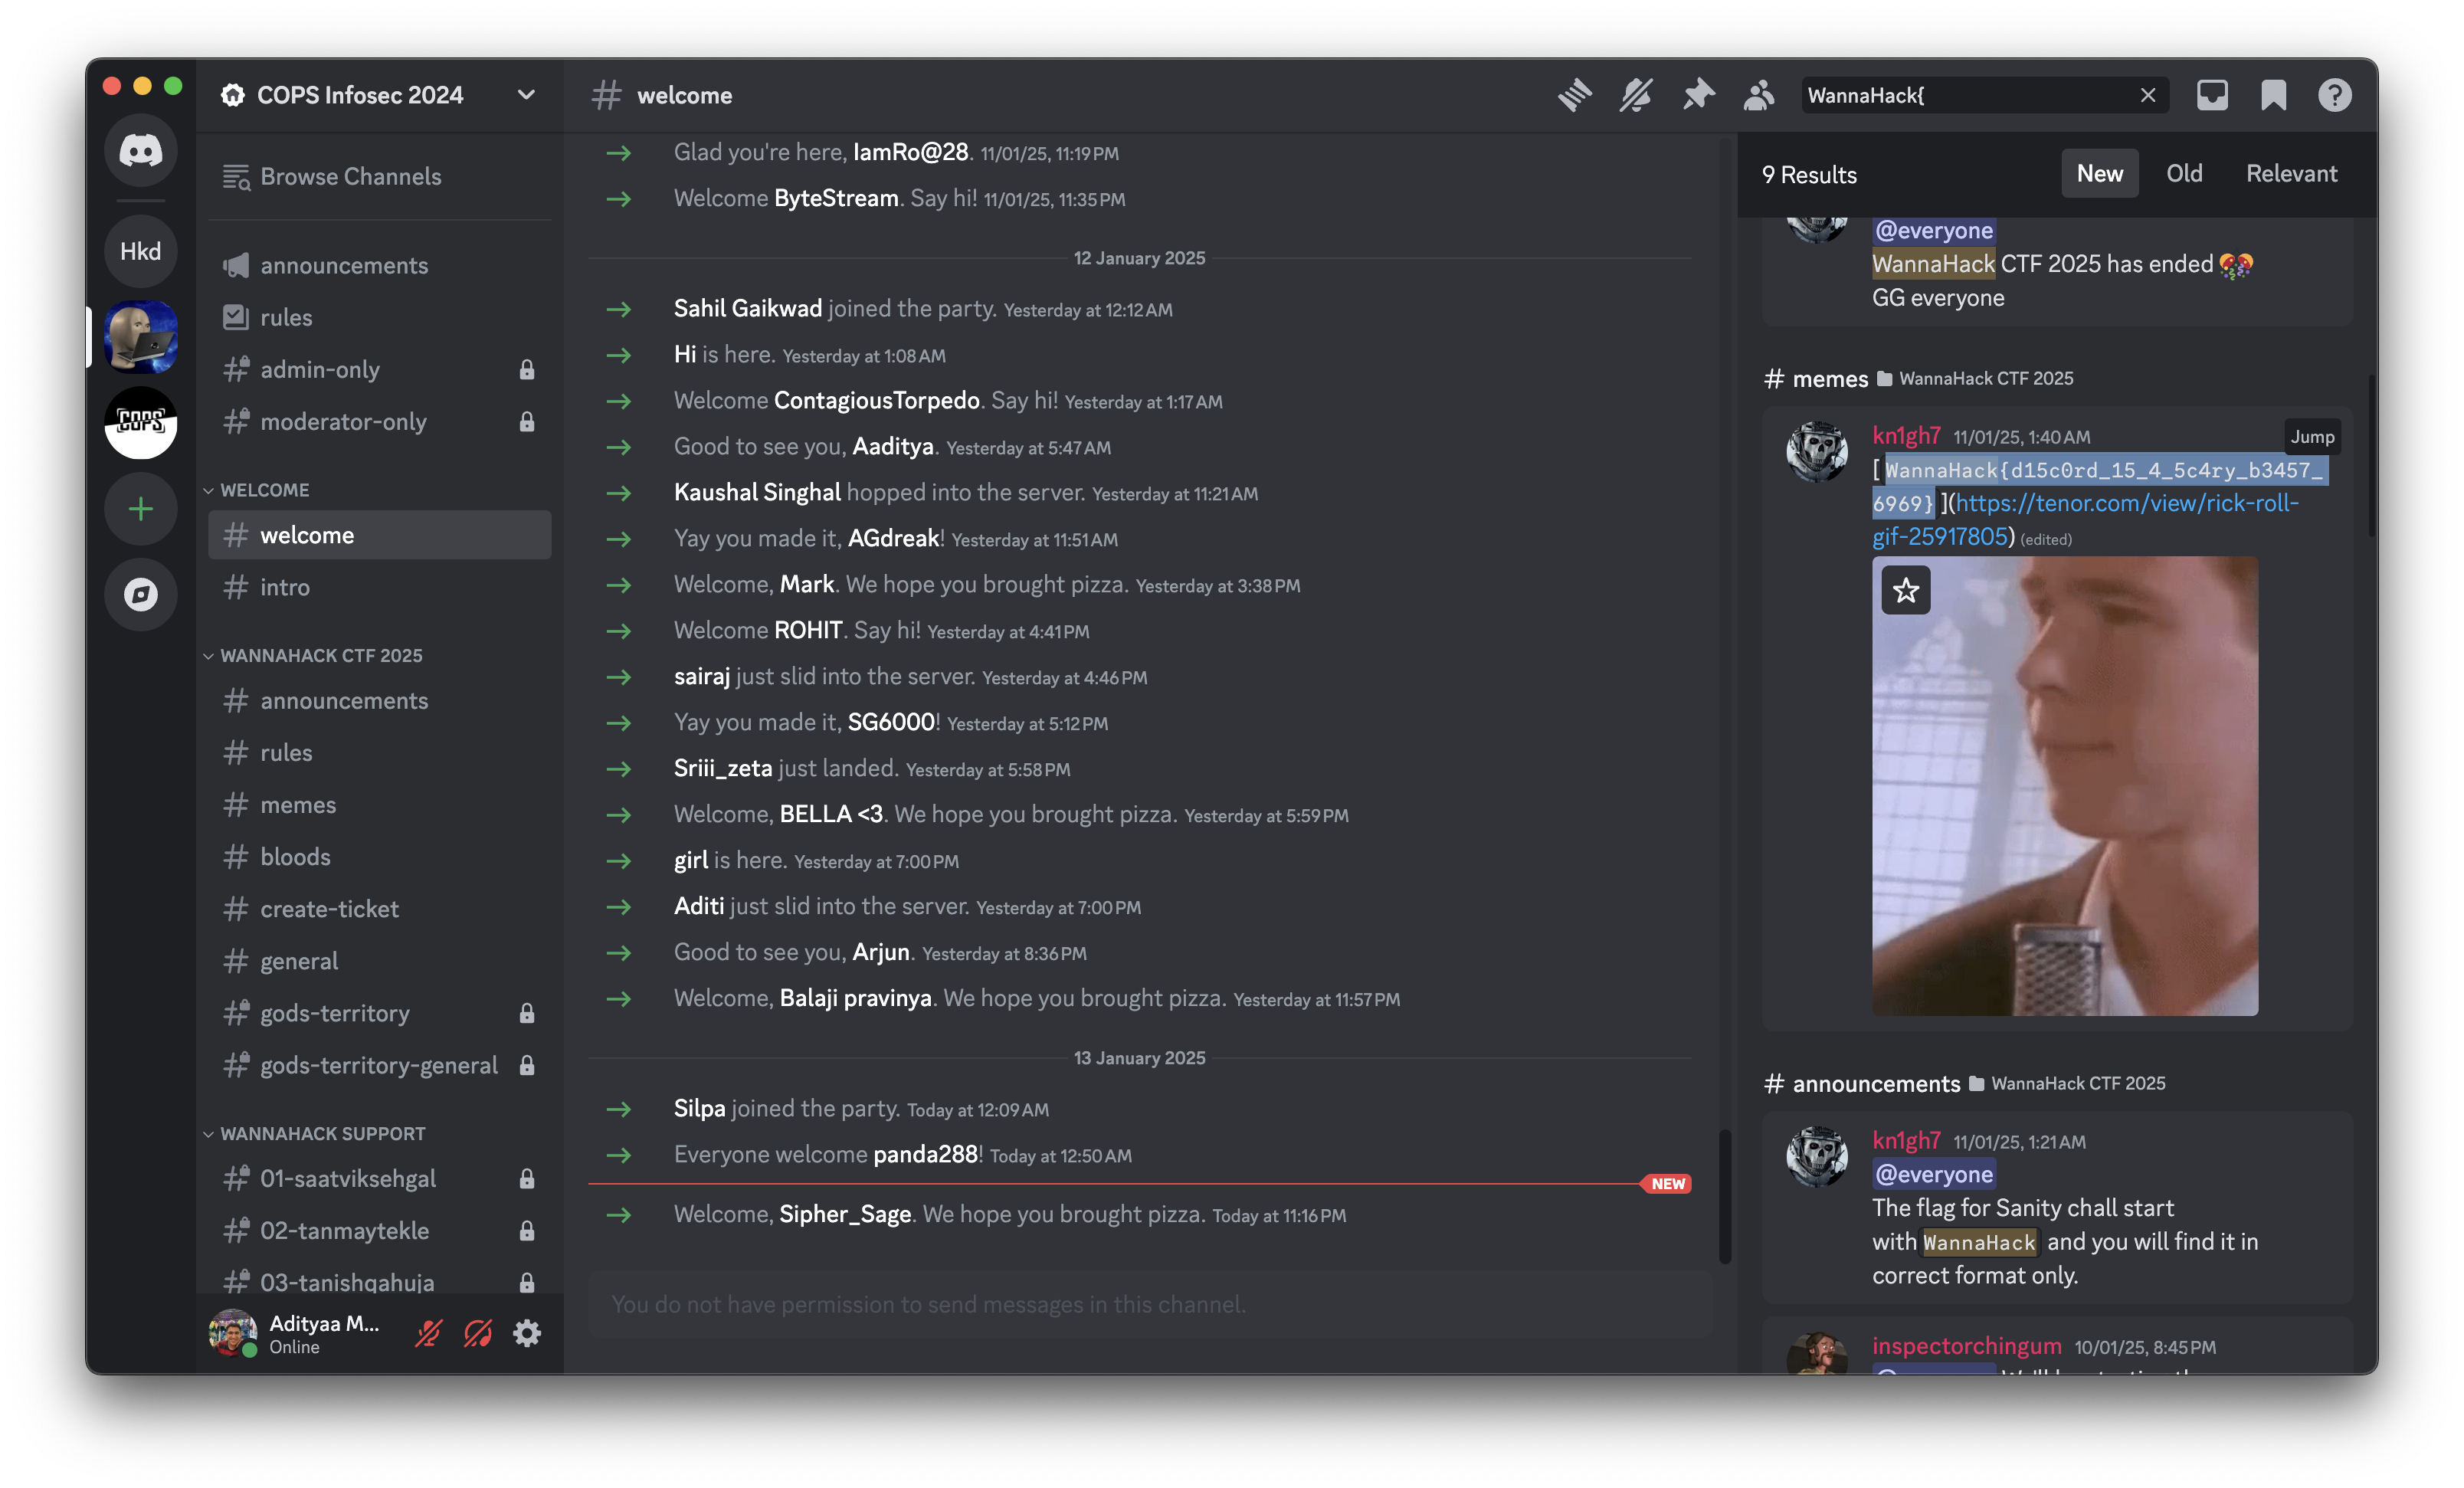 COPS Infosec 2024
Browse Channels
announcements
rules
admin-only
moderator-only
WELCOME
welcome
intro
WANNAHACK CTF 2025
announcements
rules
memes
bloods
create-ticket
general
gods-territory
gods-territory-general
WANNAHACK SUPPORT
01-saatviksehgal
02-tanmaytekle
03-tanishqahuja
Adityaa M...
Online
Hkd
COPS
welcome
Glad you're here, IamRo@28. 11/01/25, 11:19 PM
Welcome ByteStream. Say hi! 11/01/25, 11:35 PM
12 January 2025
Sahil Gaikwad joined the party. Yesterday at 12:12 AM
Hi is here. Yesterday at 1:08 AM
Welcome ContagiousTorpedo. Say hi! Yesterday at 1:17 AM
Good to see you, Aaditya. Yesterday at 5:47 AM
Kaushal Singhal hopped into the server. Yesterday at 11:21 AM
Yay you made it, AGdreak! Yesterday at 11:51 AM
Welcome, Mark. We hope you brought pizza. Yesterday at 3:38 PM
Welcome ROHIT. Say hi! Yesterday at 4:41 PM
sairaj just slid into the server. Yesterday at 4:46 PM
Yay you made it, SG6000! Yesterday at 5:12 PM
Sriii_zeta just landed. Yesterday at 5:58 PM
Welcome, BELLA <3. We hope you brought pizza. Yesterday at 5:59 PM
girl is here. Yesterday at 7:00 PM
Aditi just slid into the server. Yesterday at 7:00 PM
Good to see you, Arjun. Yesterday at 8:36 PM
Welcome, Balaji pravinya. We hope you brought pizza. Yesterday at 11:57 PM
13 January 2025
Silpa joined the party. Today at 12:09 AM
Everyone welcome panda288! Today at 12:50 AM
NEW
Welcome, Sipher_Sage. We hope you brought pizza. Today at 11:16 PM
You do not have permission to send messages in this channel.
WannaHack{
9 Results
New
Old
Relevant
@everyone
WannaHack CTF 2025 has ended
GG everyone
memes WannaHack CTF 2025
kn1gh7 11/01/25, 1:40 AM
Jump
[ WannaHack{d15c0rd_15_4_5c4ry_b3457_
6969} ](https://tenor.com/view/rick-roll-
gif-25917805) (edited)
announcements WannaHack CTF 2025
kn1gh7 11/01/25, 1:21 AM
@everyone
The flag for Sanity chall start
with WannaHack and you will find it in
correct format only.
inspectorchingum 10/01/25, 8:45 PM